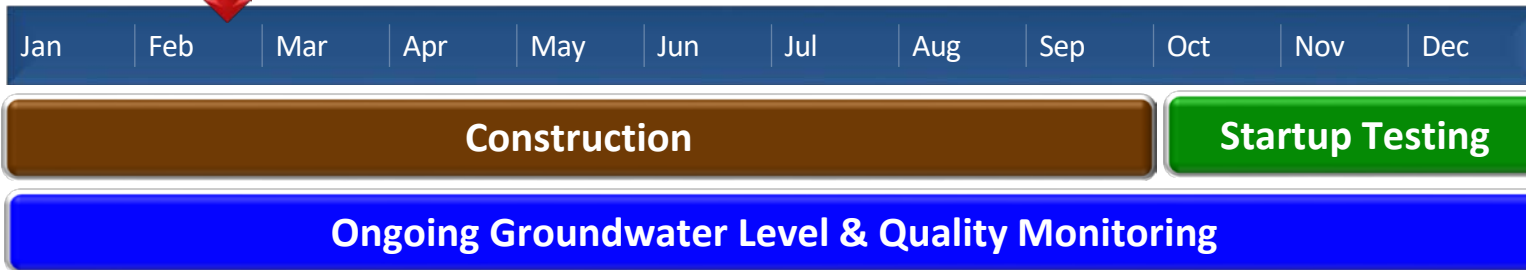 Jan Feb Mar Apr May Jun Jul Aug Sep Oct Nov Dec
Construction Startup Testing
Ongoing Groundwater Level & Quality Monitoring